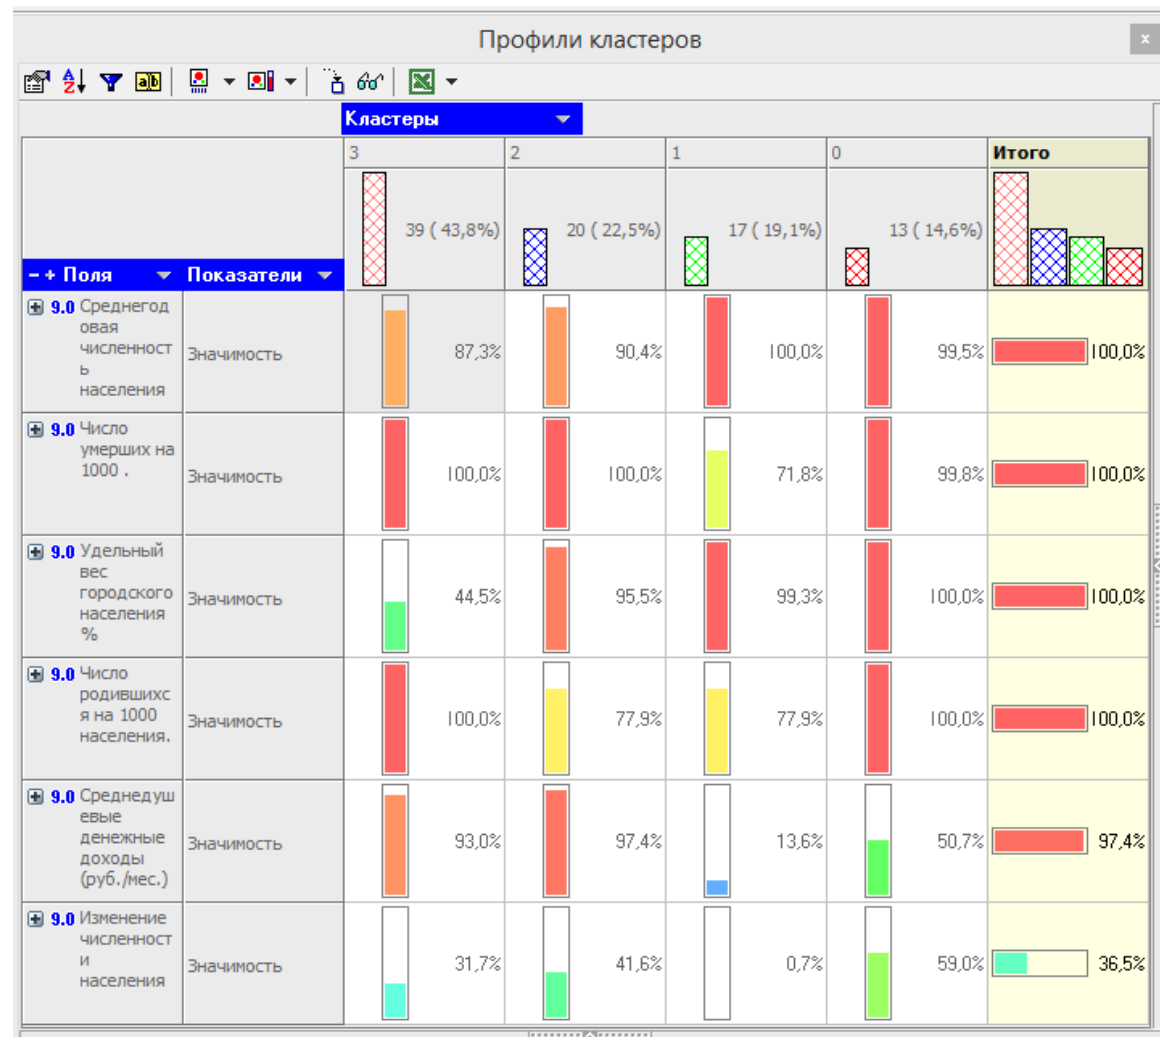 Профили кластеров
x
Кластеры
3 2 1 0 Итого
39 ( 43,8%) 20 ( 22,5%) 17 ( 19,1%) 13 ( 14,6%)
− + Поля Показатели
9.0 Среднегод
овая
численност
ь
населения
Значимость 87,3% 90,4% 100,0% 99,5% 100,0%
9.0 Число
умерших на
1000 .
Значимость 100,0% 100,0% 71,8% 99,8% 100,0%
9.0 Удельный
вес
городского
населения
%
Значимость 44,5% 95,5% 99,3% 100,0% 100,0%
9.0 Число
родившихс
я на 1000
населения.
Значимость 100,0% 77,9% 77,9% 100,0% 100,0%
9.0 Среднедуш
евые
денежные
доходы
(руб./мес.)
Значимость 93,0% 97,4% 13,6% 50,7% 97,4%
9.0 Изменение
численност
и
населения
Значимость 31,7% 41,6% 0,7% 59,0% 36,5%